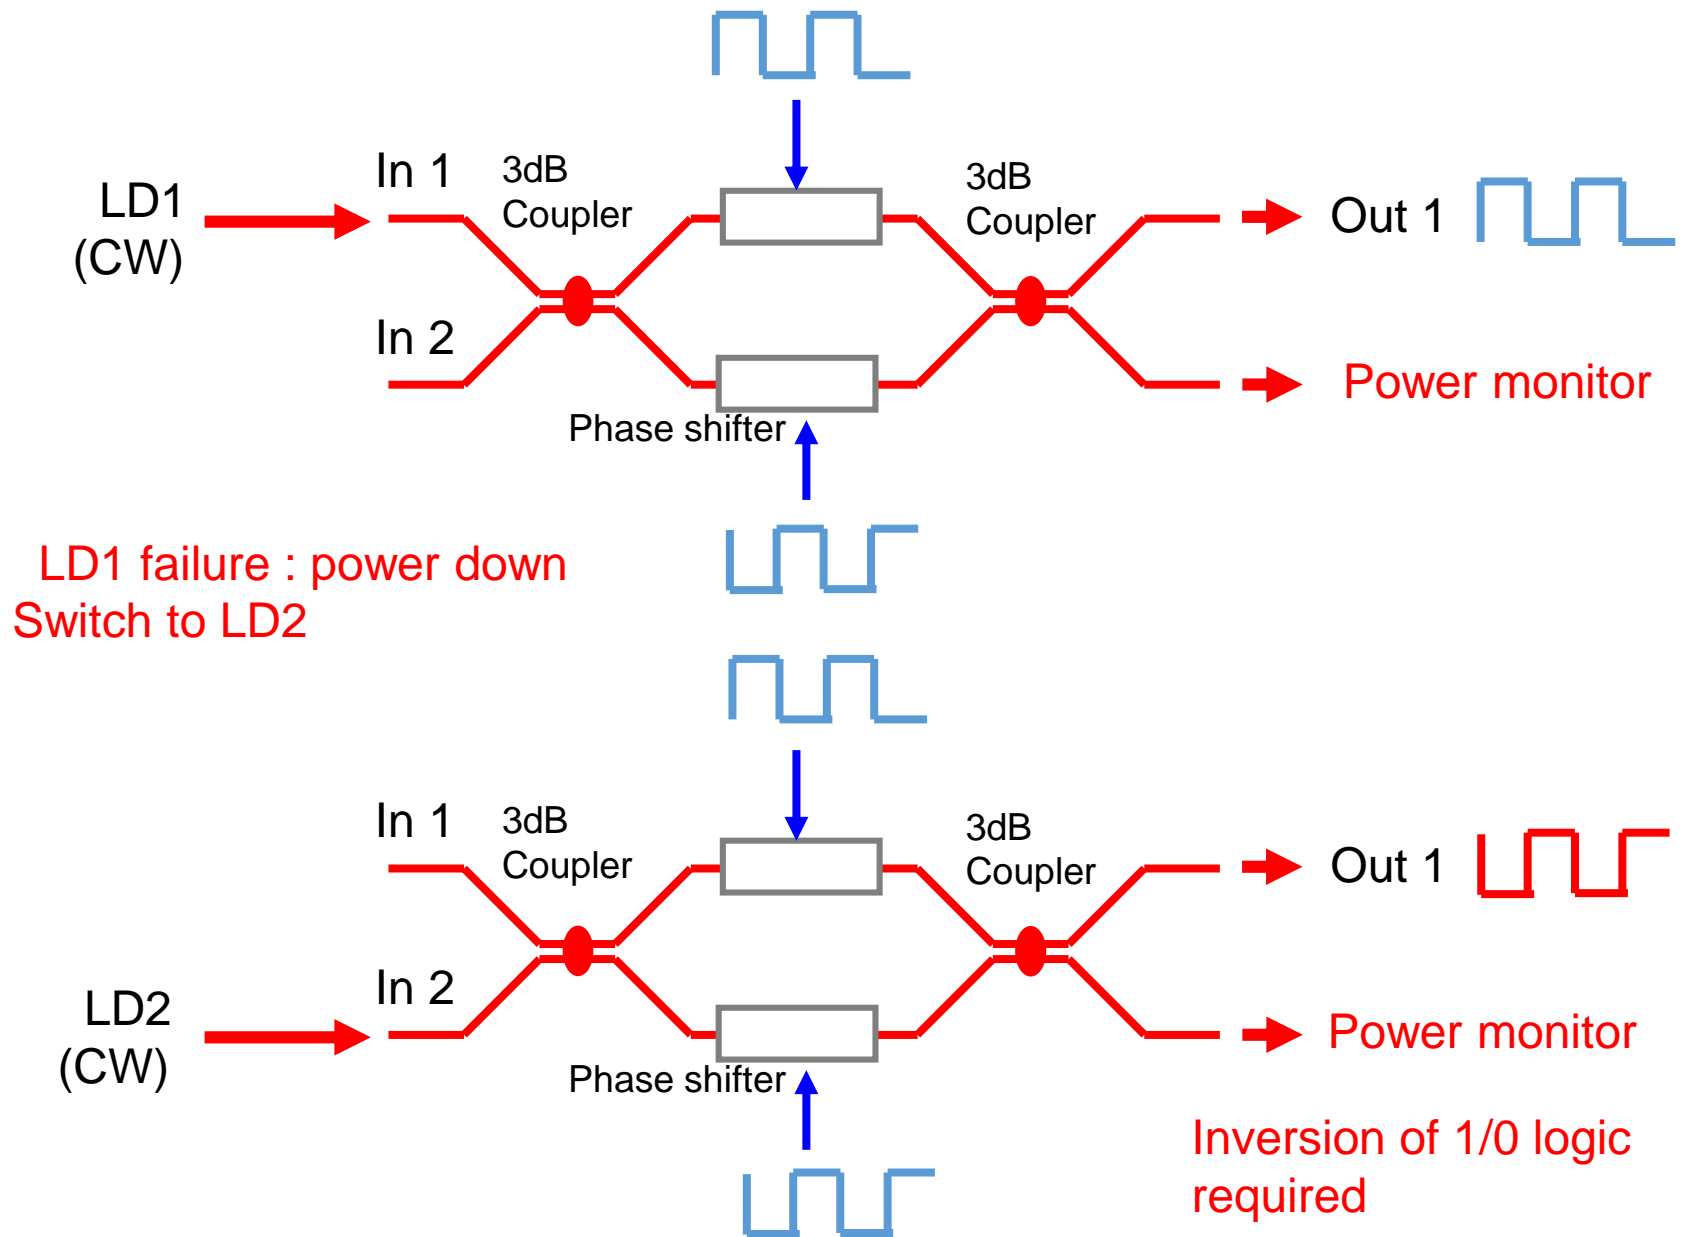 In 1
3dB
Coupler
3dB
Coupler
LD1
(CW)
Out 1
In 2
Power monitor
Phase shifter
LD1 failure : power down
Switch to LD2
In 1
3dB
Coupler
3dB
Coupler
Out 1
In 2
LD2
(CW)
Power monitor
Phase shifter
Inversion of 1/0 logic
required